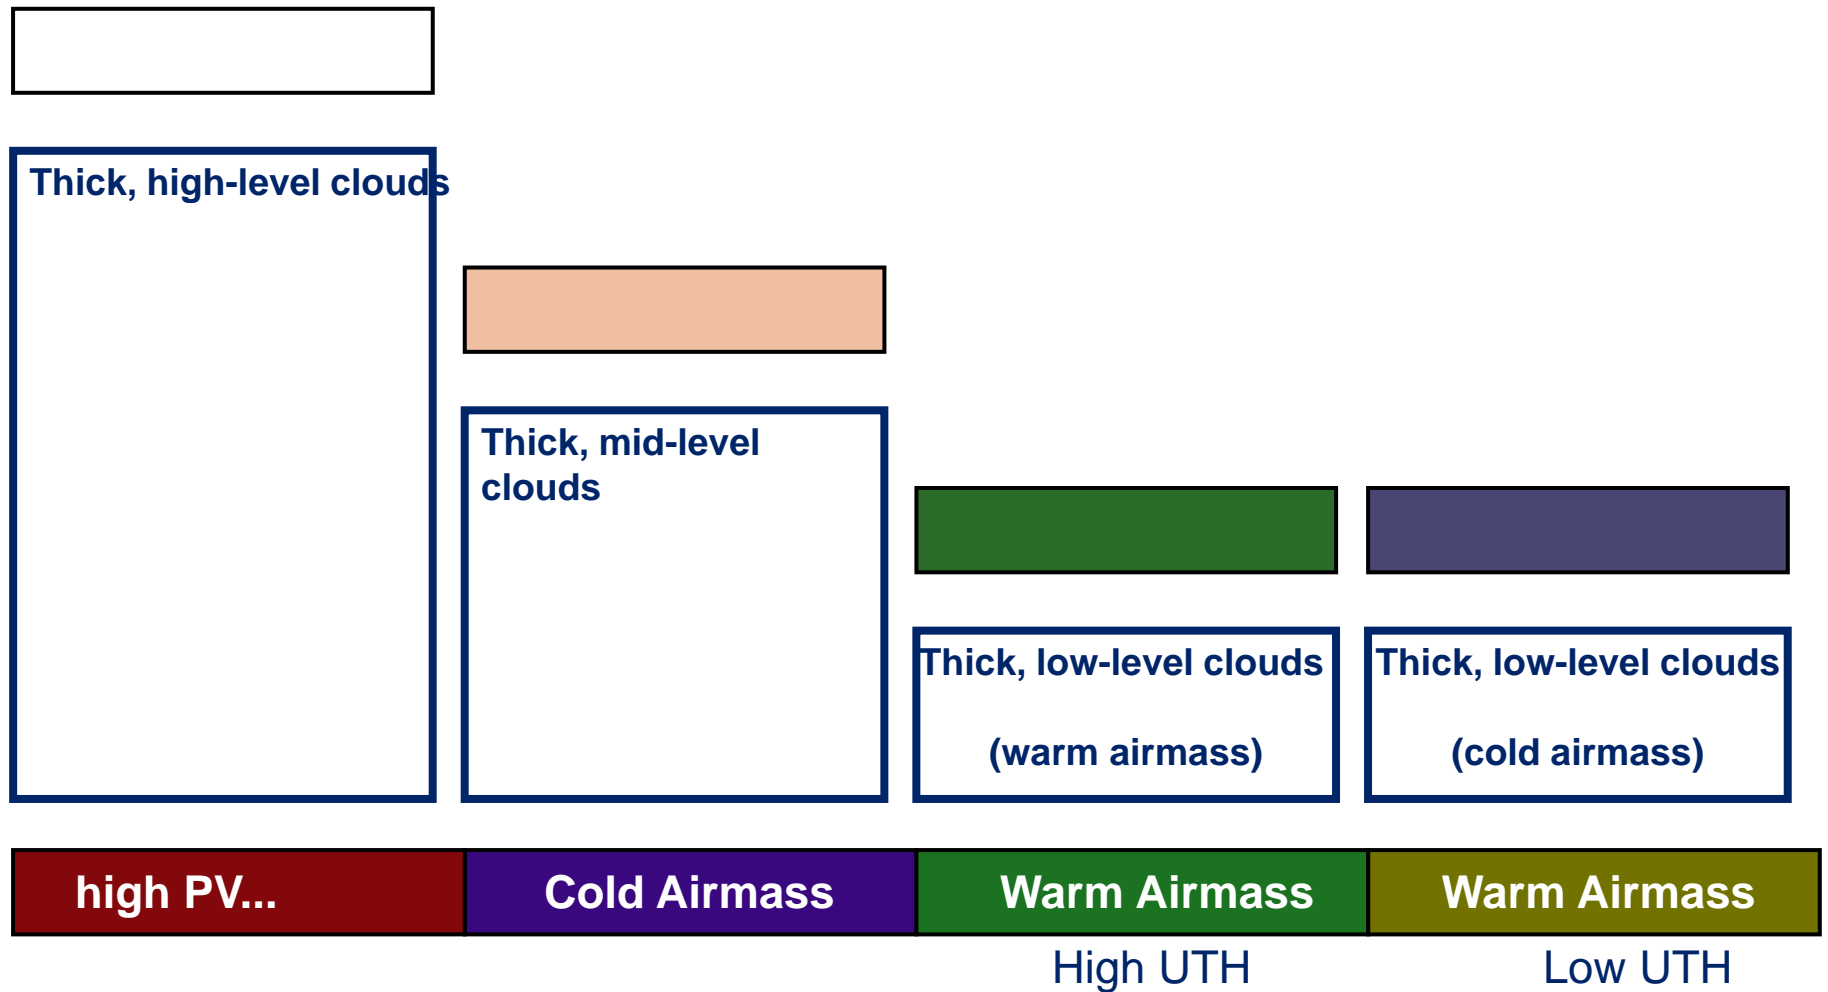 Thick, high-level clouds
Thick, mid-level
clouds
Thick, low-level clouds
(warm airmass)
Thick, low-level clouds
(cold airmass)
high PV...
Cold Airmass
Warm Airmass
Warm Airmass
High UTH
Low UTH